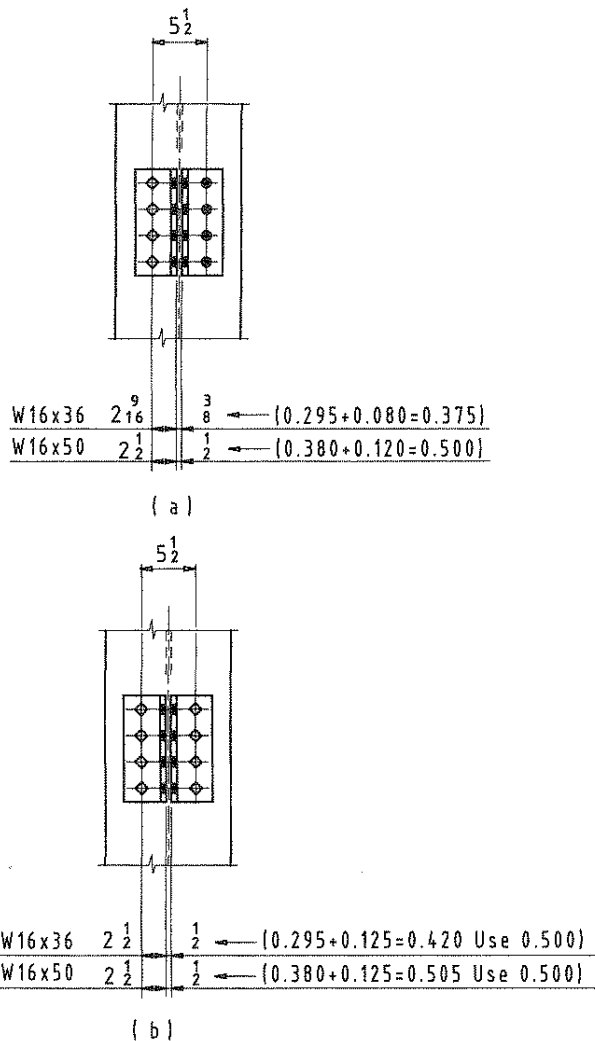 5 1/2
W16x36 2 9/16 3/8 (0.295+0.080=0.375)
W16x50 2 1/2 1/2 (0.380+0.120=0.500)
( a )
5 1/2
W16x36 2 1/2 1/2 (0.295+0.125=0.420 Use 0.500)
W16x50 2 1/2 1/2 (0.380+0.125=0.505 Use 0.500)
( b )